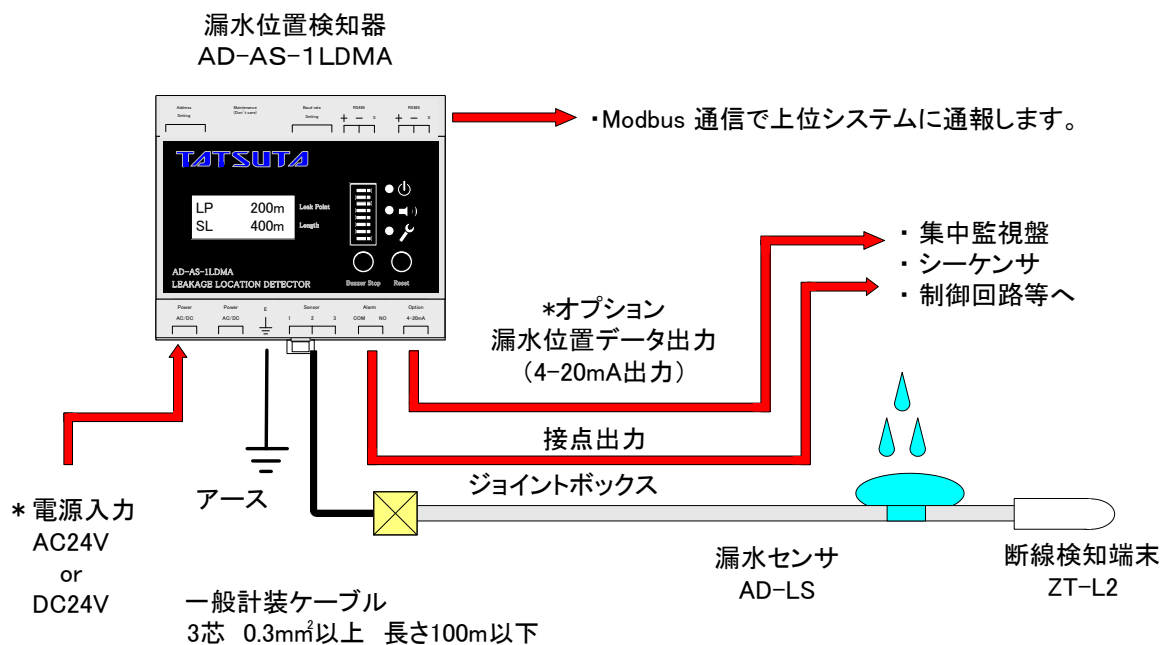 漏水位置検知器
AD-AS-1LDMA
Address
Setting
Maintenance
(Don't care)
Baud rate
Setting
RS485
+ - S
RS485
+ - S
・Modbus 通信で上位システムに通報します。
TATSUTA
LP 200m Leak Point
SL 400m Length
AD-AS-1LDMA
LEAKAGE LOCATION DETECTOR
Buzzer Stop Reset
Power
AC/DC
Power
AC/DC
E
Sensor
1 2 3
Alarm
COM NO
Option
4-20mA
・集中監視盤
・シーケンサ
・制御回路等へ
*オプション
漏水位置データ出力
(4-20mA出力)
接点出力
ジョイントボックス
アース
*電源入力
AC24V
or
DC24V
漏水センサ
AD-LS
断線検知端末
ZT-L2
一般計装ケーブル
3芯 0.3mm²以上 長さ100m以下